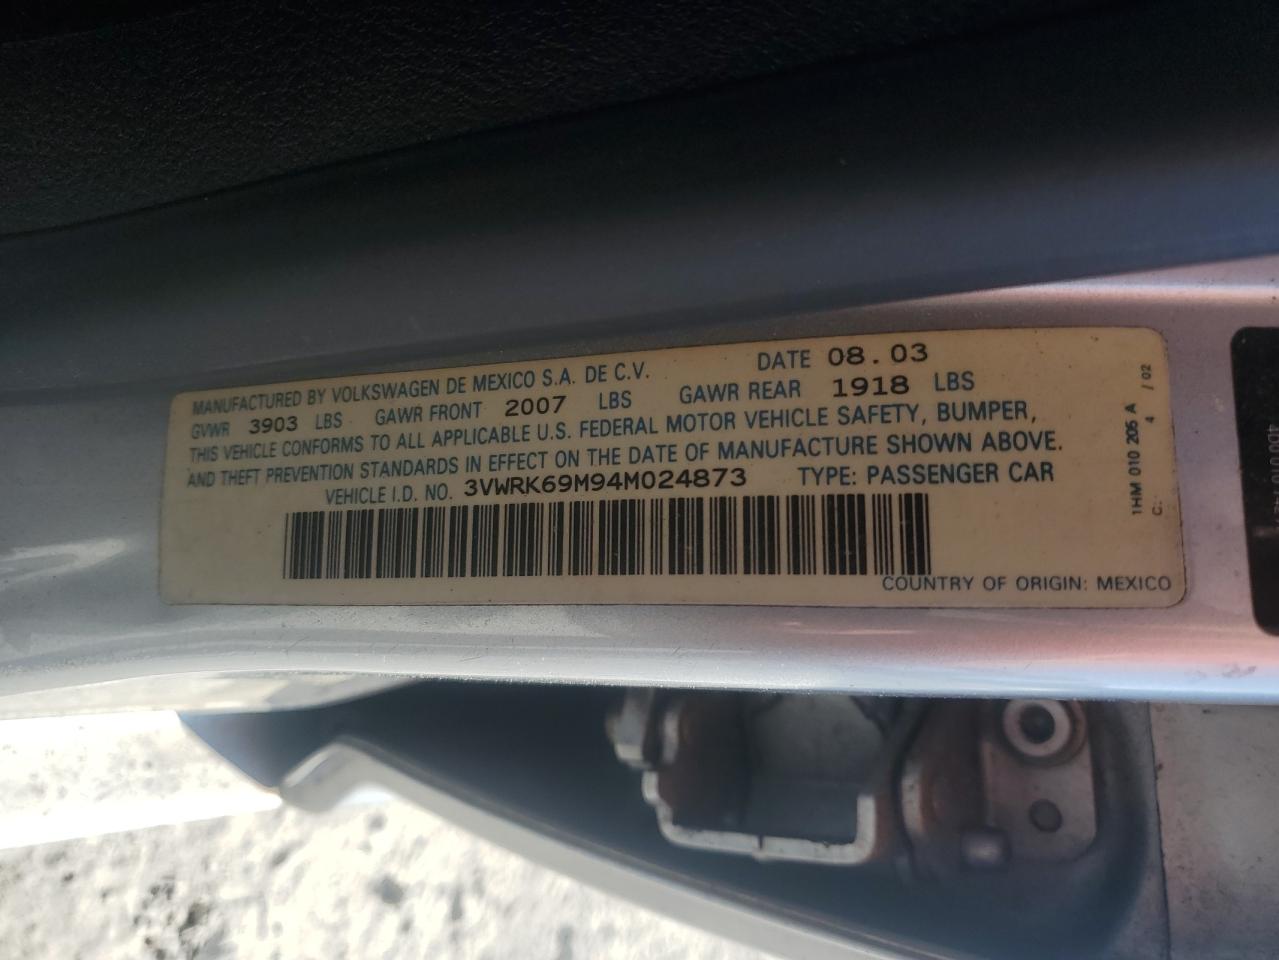 MANUFACTURED BY VOLKSWAGEN DE MEXICO S.A. DE C.V. DATE 08.03
GVWR 3903 LBS GAWR FRONT 2007 LBS GAWR REAR 1918 LBS
THIS VEHICLE CONFORMS TO ALL APPLICABLE U.S. FEDERAL MOTOR VEHICLE SAFETY, BUMPER,
AND THEFT PREVENTION STANDARDS IN EFFECT ON THE DATE OF MANUFACTURE SHOWN ABOVE.
VEHICLE I.D. NO. 3VWRK69M94M024873 TYPE: PASSENGER CAR
COUNTRY OF ORIGIN: MEXICO
1HM 010 205 A
C: 4 / 02